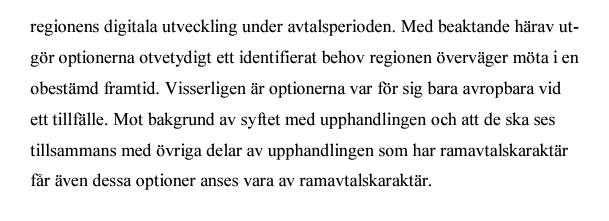 regionens digitala utveckling under avtalsperioden. Med beaktande härav ut-
gör optionerna otvetydigt ett identifierat behov regionen överväger möta i en
obestämd framtid. Visserligen är optionerna var för sig bara avropbara vid
ett tillfälle. Mot bakgrund av syftet med upphandlingen och att de ska ses
tillsammans med övriga delar av upphandlingen som har ramavtalskaraktär
får även dessa optioner anses vara av ramavtalskaraktär.